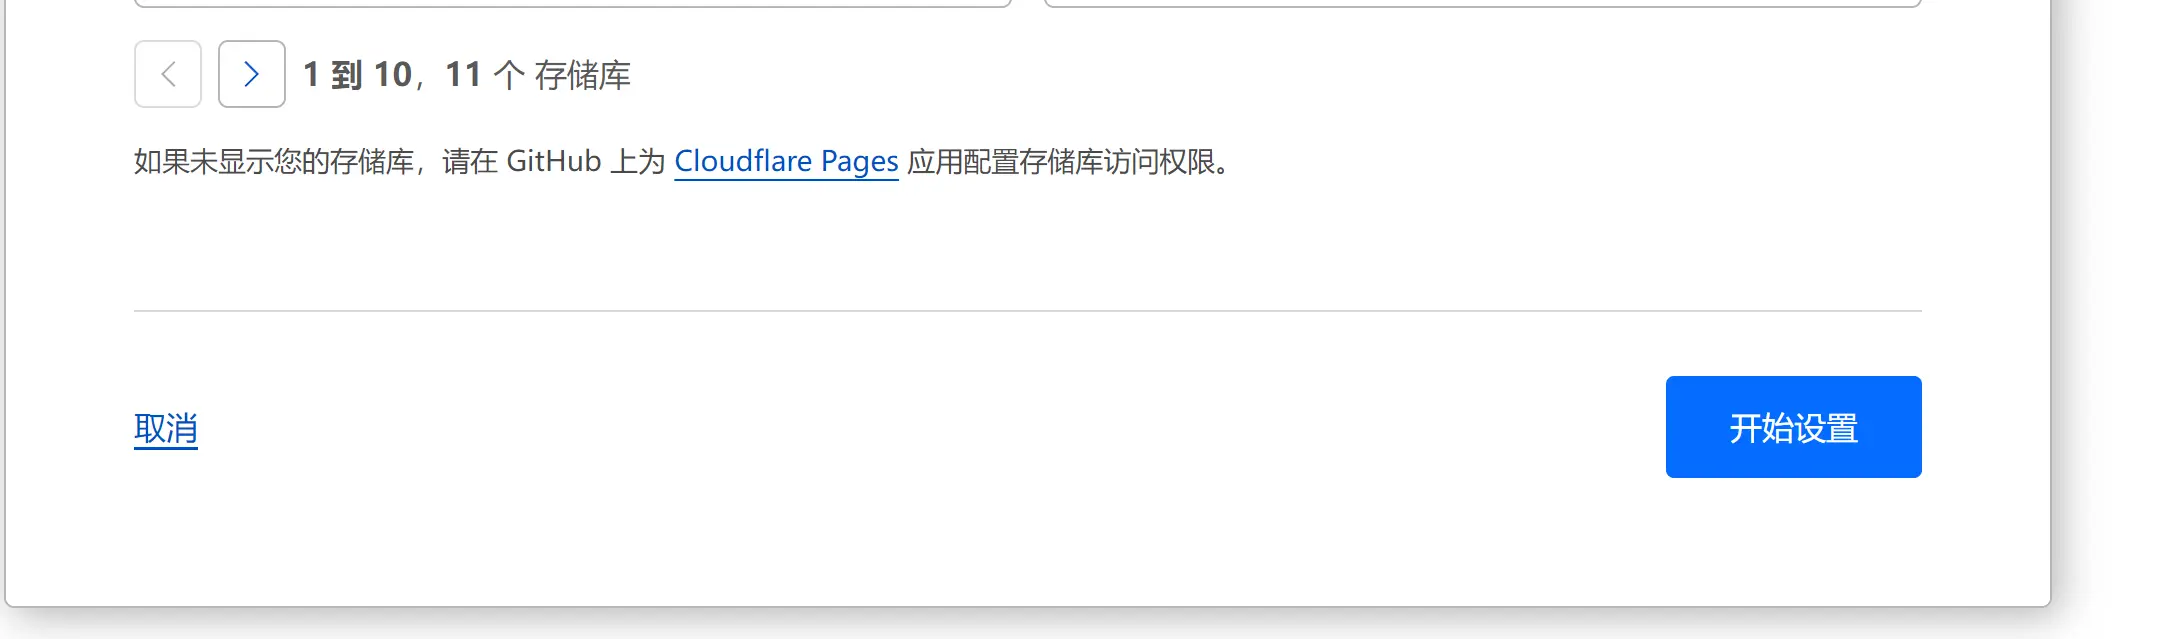 1 到 10，11 个 存储库
如果未显示您的存储库，请在 GitHub 上为 Cloudflare Pages 应用配置存储库访问权限。
取消
开始设置